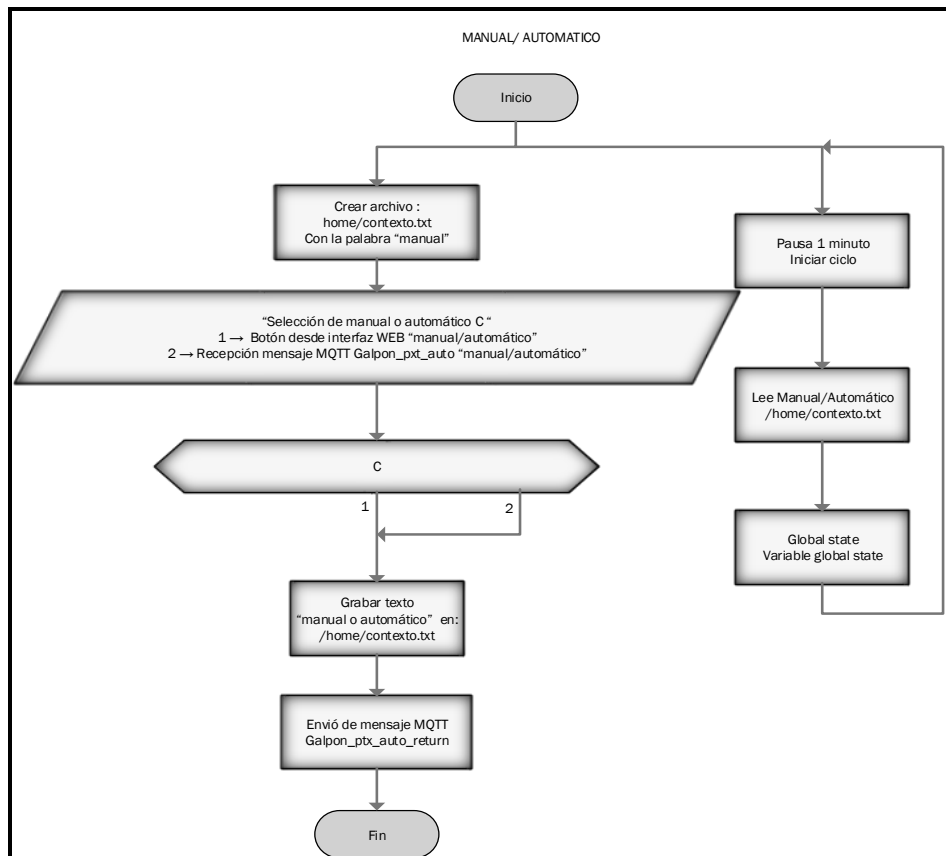 MANUAL/ AUTOMATICO
Inicio
Crear archivo :
home/contexto.txt
Con la palabra “manual”
“Selección de manual o automático C “
1 → Botón desde interfaz WEB “manual/automático”
2 → Recepción mensaje MQTT Galpon_pxt_auto “manual/automático”
C
1
2
Grabar texto
“manual o automático” en:
/home/contexto.txt
Envió de mensaje MQTT
Galpon_ptx_auto_return
Fin
Pausa 1 minuto
Iniciar ciclo
Lee Manual/Automático
/home/contexto.txt
Global state
Variable global state